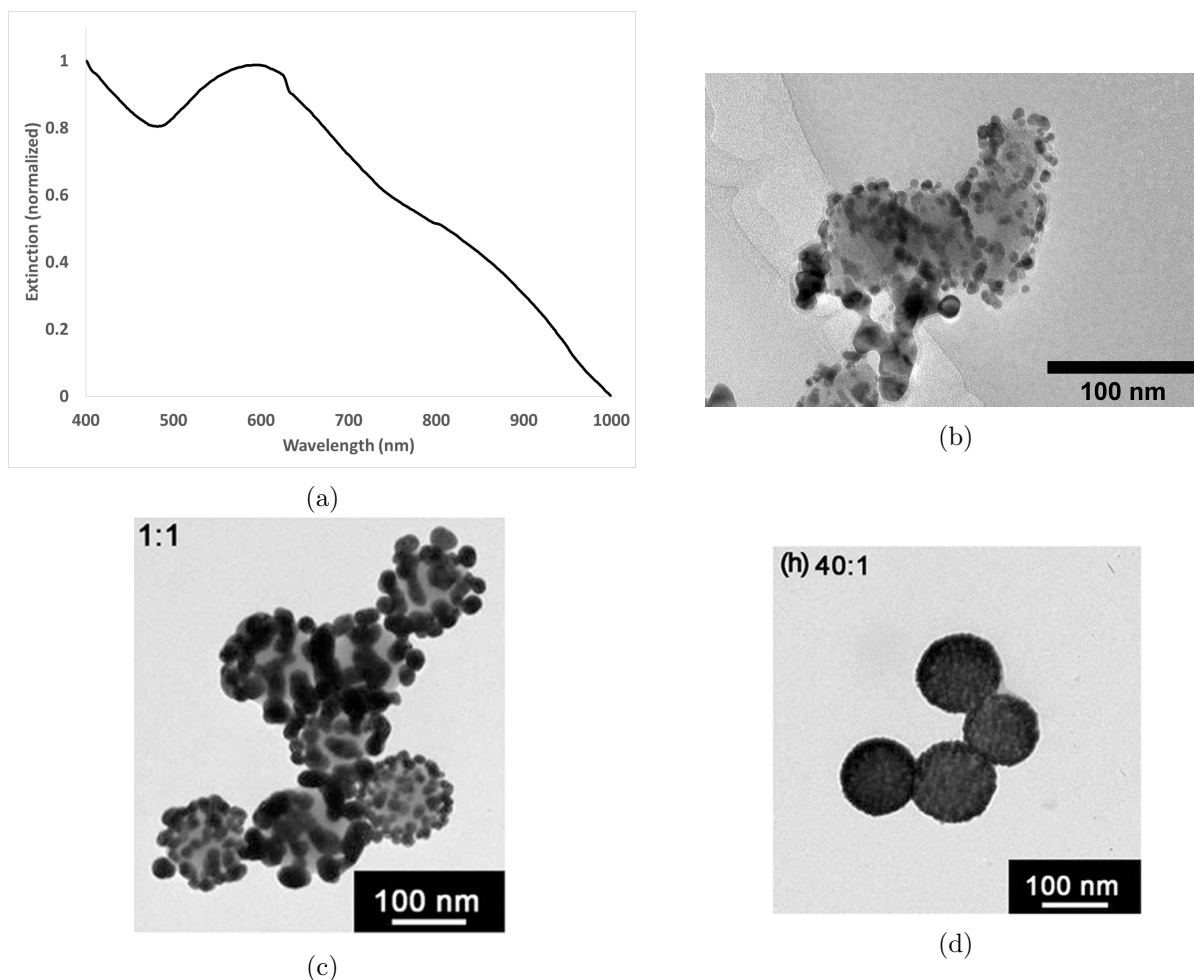 1
0.8
0.6
0.4
0.2
0
Extinction (normalized)
400 500 600 700 800 900 1000
Wavelength (nm)
(a)
100 nm
(b)
1:1
100 nm
(c)
(h) 40:1
100 nm
(d)